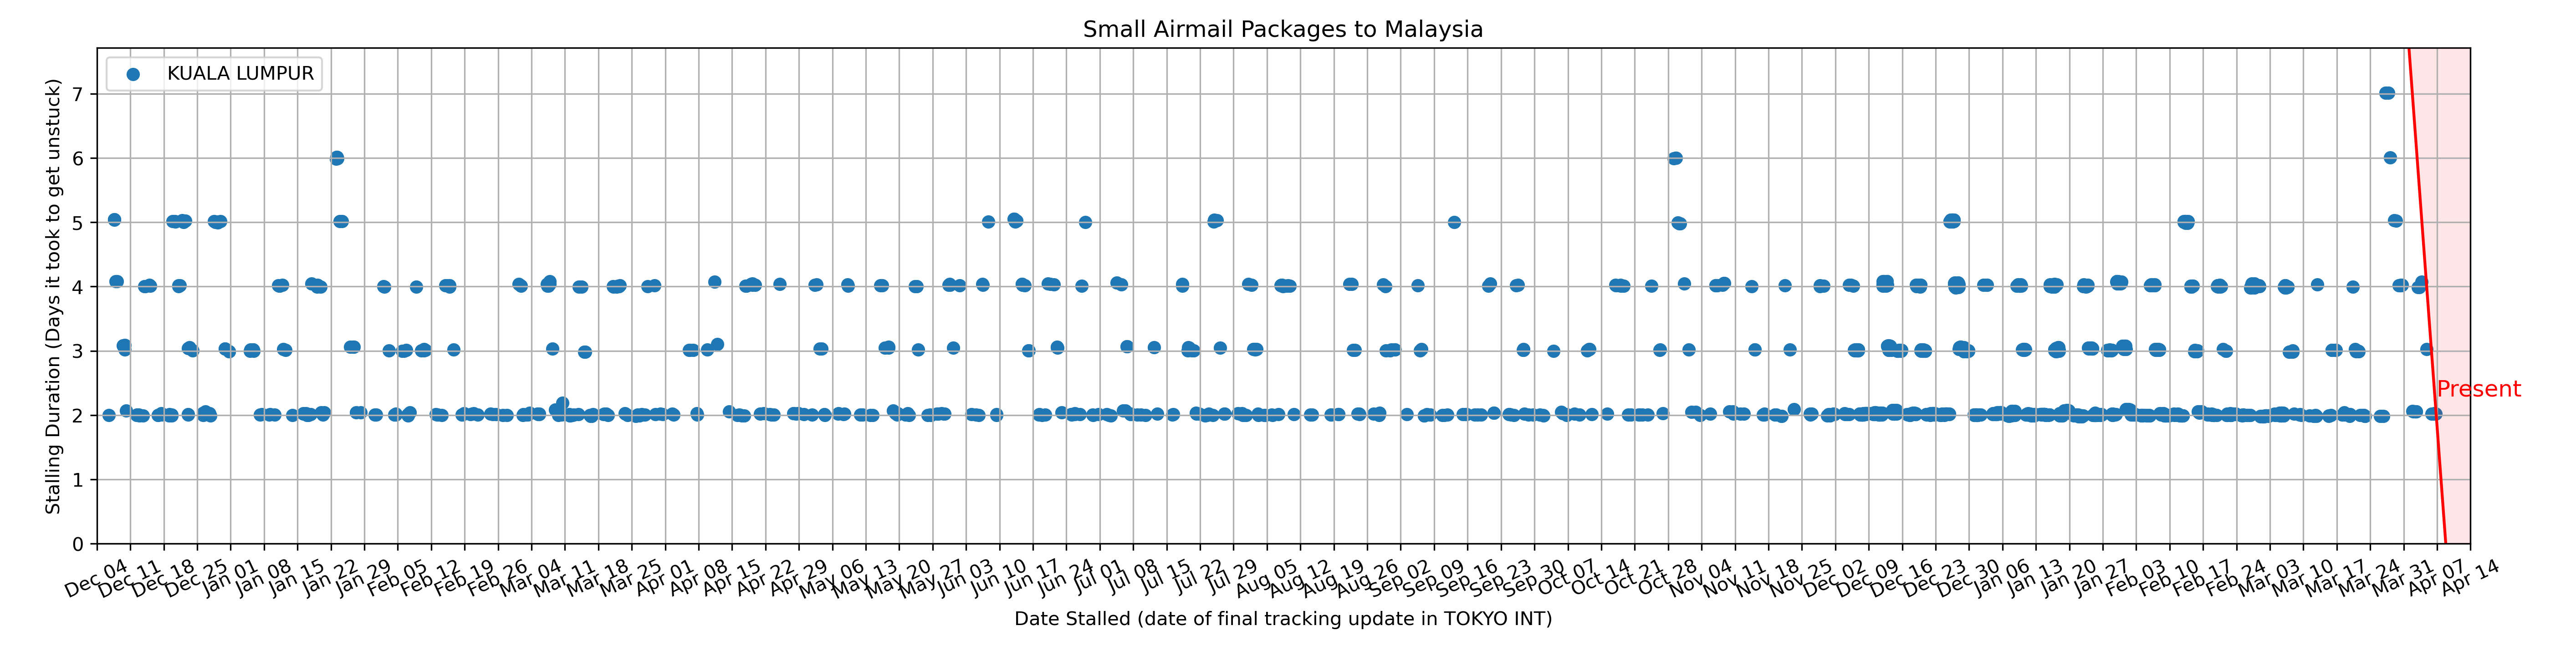 Small Airmail Packages to Malaysia
KUALA LUMPUR
Stalling Duration (Days it took to get unstuck)
7
6
5
4
3
2
1
0
Present
Dec 04 Dec 11 Dec 18 Dec 25 Jan 01 Jan 08 Jan 15 Jan 22 Jan 29 Feb 05 Feb 12 Feb 19 Feb 26 Mar 04 Mar 11 Mar 18 Mar 25 Apr 01 Apr 08 Apr 15 Apr 22 Apr 29 May 06 May 13 May 20 May 27 Jun 03 Jun 10 Jun 17 Jun 24 Jul 01 Jul 08 Jul 15 Jul 22 Jul 29 Aug 05 Aug 12 Aug 19 Aug 26 Sep 02 Sep 09 Sep 16 Sep 23 Sep 30 Oct 07 Oct 14 Oct 21 Oct 28 Nov 04 Nov 11 Nov 18 Nov 25 Dec 02 Dec 09 Dec 16 Dec 23 Dec 30 Jan 06 Jan 13 Jan 20 Jan 27 Feb 03 Feb 10 Feb 17 Feb 24 Mar 03 Mar 10 Mar 17 Mar 24 Mar 31 Apr 07 Apr 14
Date Stalled (date of final tracking update in TOKYO INT)